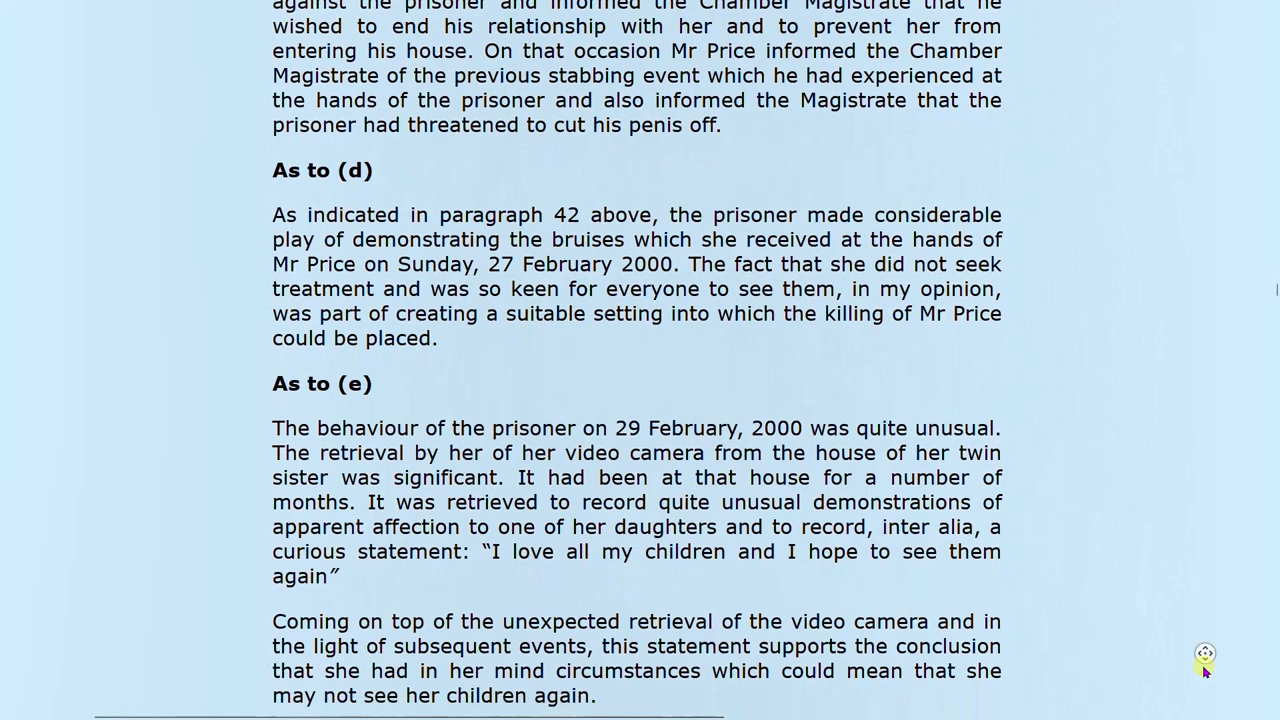 against the prisoner and informed the Chamber Magistrate that he
wished to end his relationship with her and to prevent her from
entering his house. On that occasion Mr Price informed the Chamber
Magistrate of the previous stabbing event which he had experienced at
the hands of the prisoner and also informed the Magistrate that the
prisoner had threatened to cut his penis off.
As to (d)
As indicated in paragraph 42 above, the prisoner made considerable
play of demonstrating the bruises which she received at the hands of
Mr Price on Sunday, 27 February 2000. The fact that she did not seek
treatment and was so keen for everyone to see them, in my opinion,
was part of creating a suitable setting into which the killing of Mr Price
could be placed.
As to (e)
The behaviour of the prisoner on 29 February, 2000 was quite unusual.
The retrieval by her of her video camera from the house of her twin
sister was significant. It had been at that house for a number of
months. It was retrieved to record quite unusual demonstrations of
apparent affection to one of her daughters and to record, inter alia, a
curious statement: “I love all my children and I hope to see them
again”
Coming on top of the unexpected retrieval of the video camera and in
the light of subsequent events, this statement supports the conclusion
that she had in her mind circumstances which could mean that she
may not see her children again.